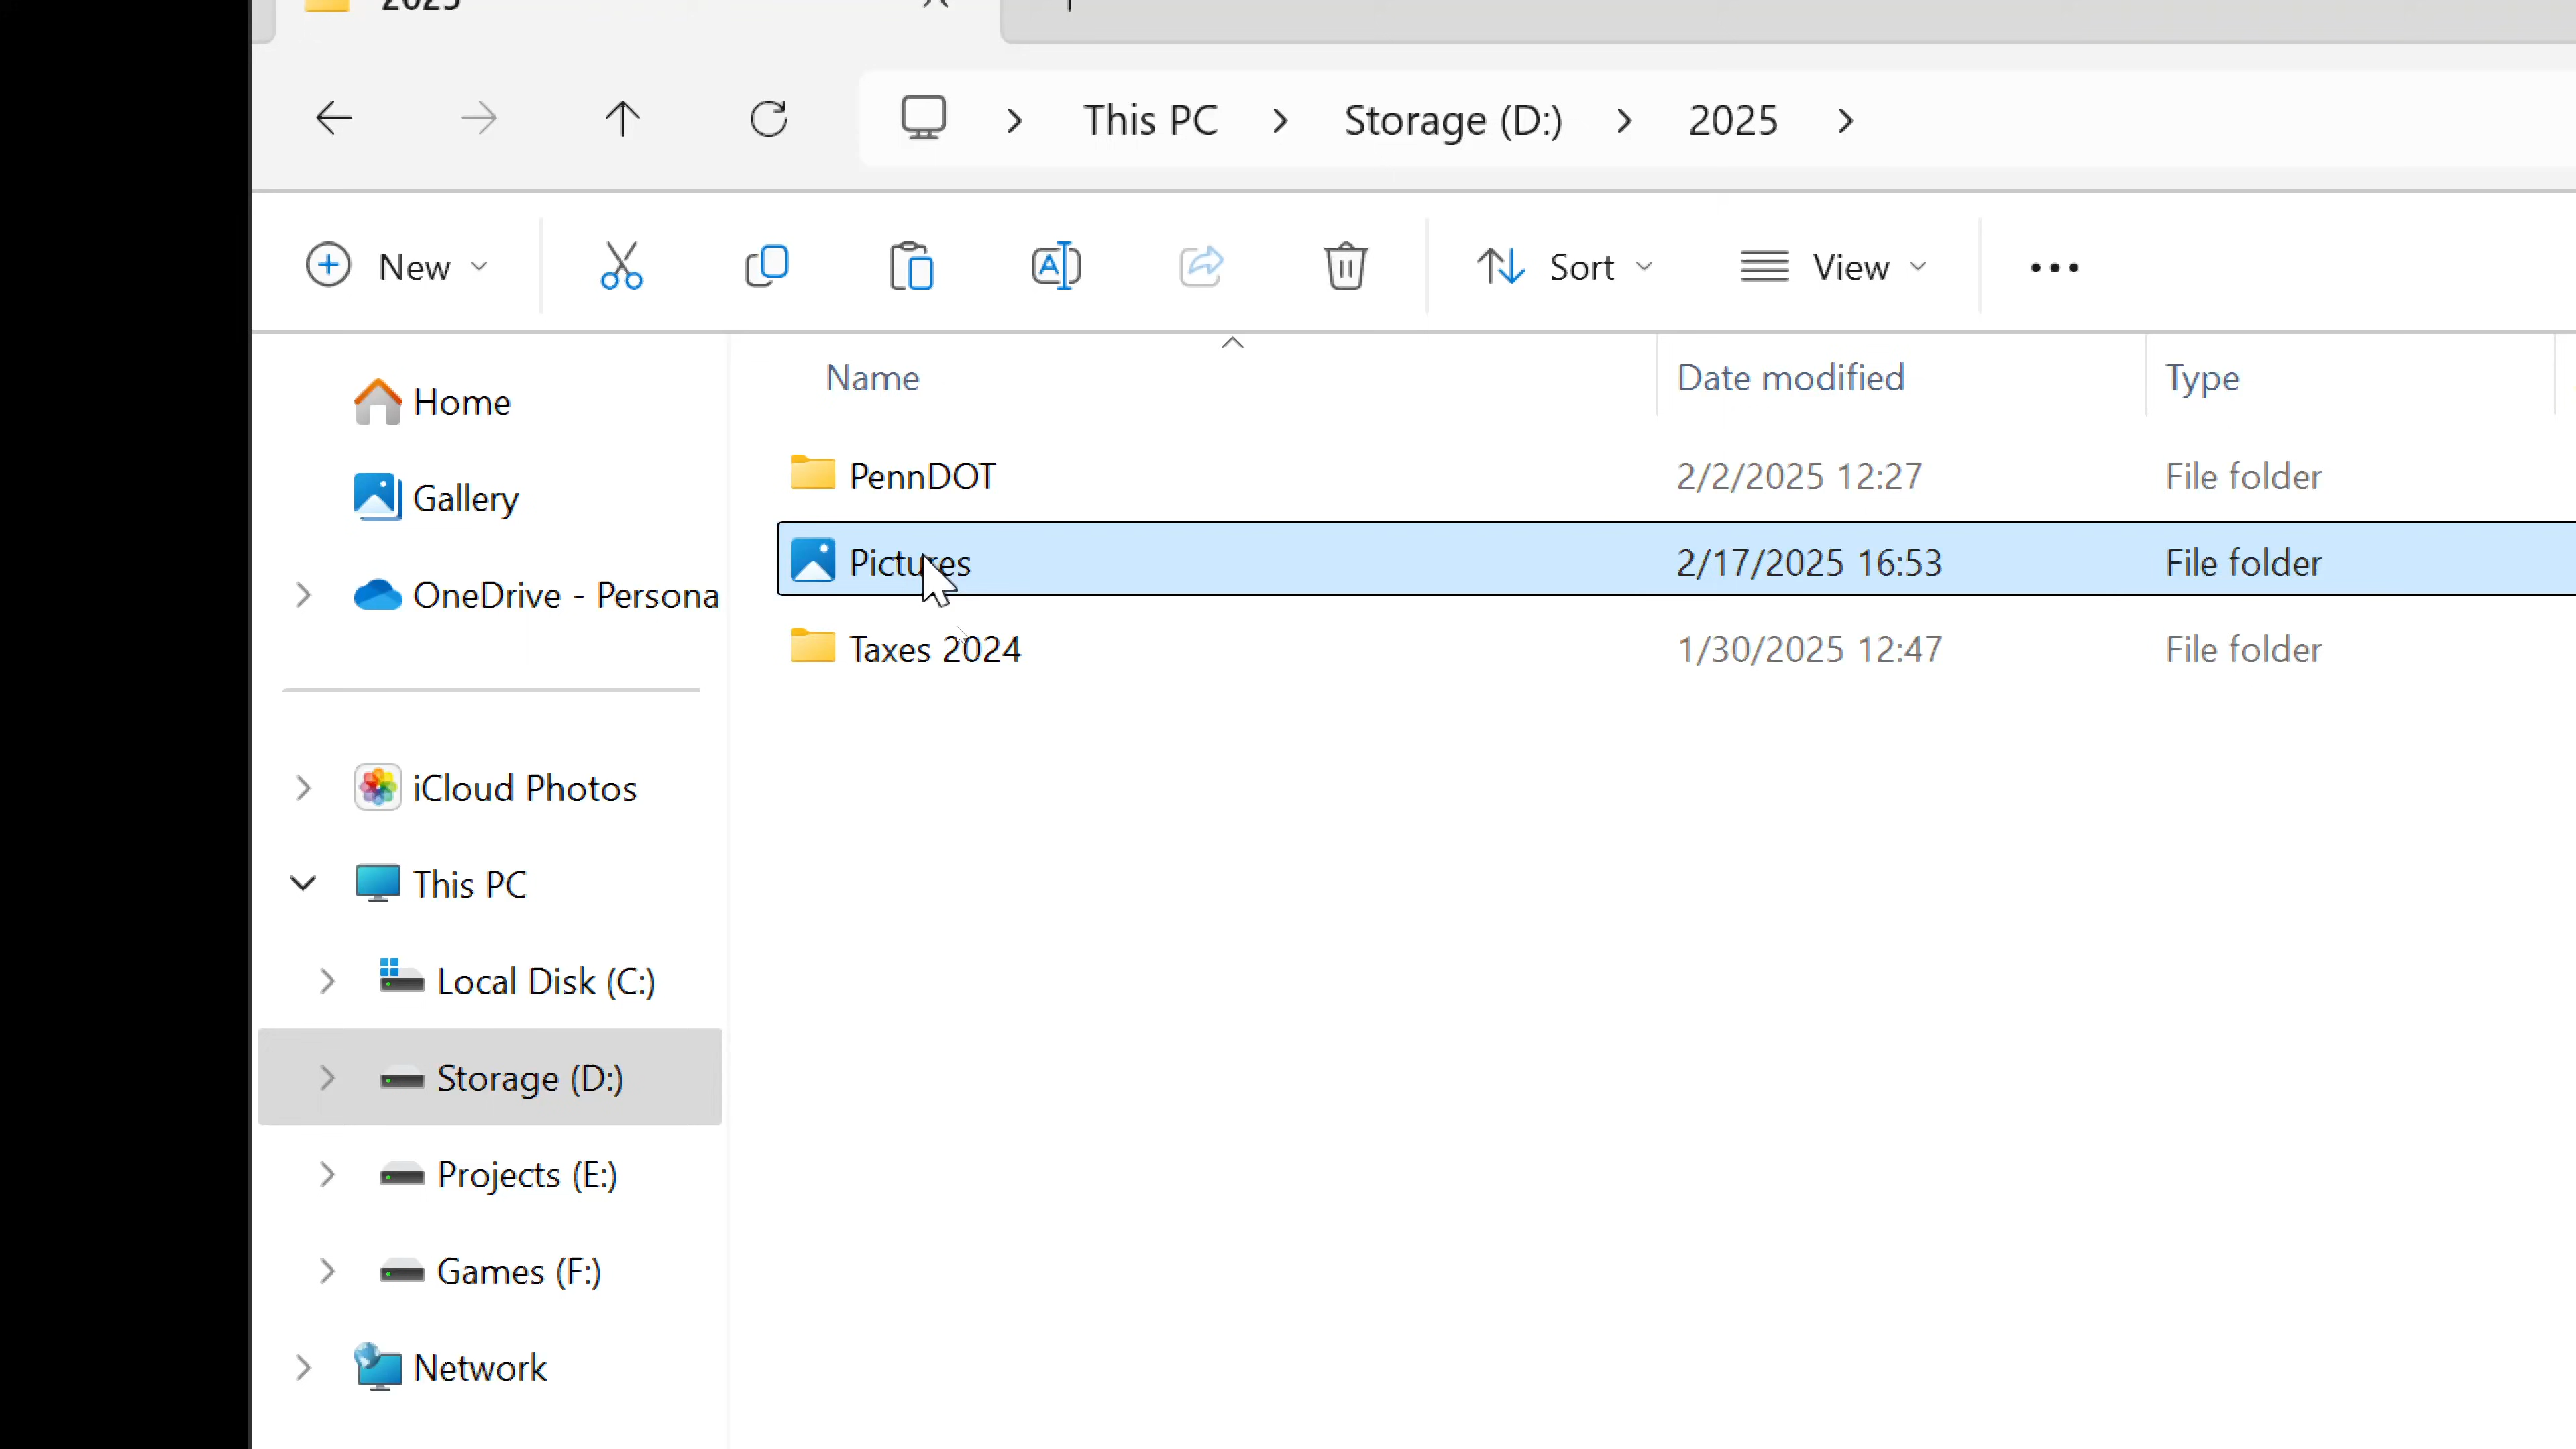 2025
This PC > Storage (D:) > 2025 >
New
Sort
View
Name Date modified Type
PennDOT 2/2/2025 12:27 File folder
Pictures 2/17/2025 16:53 File folder
Taxes 2024 1/30/2025 12:47 File folder
Home
Gallery
OneDrive - Persona
iCloud Photos
This PC
Local Disk (C:)
Storage (D:)
Projects (E:)
Games (F:)
Network